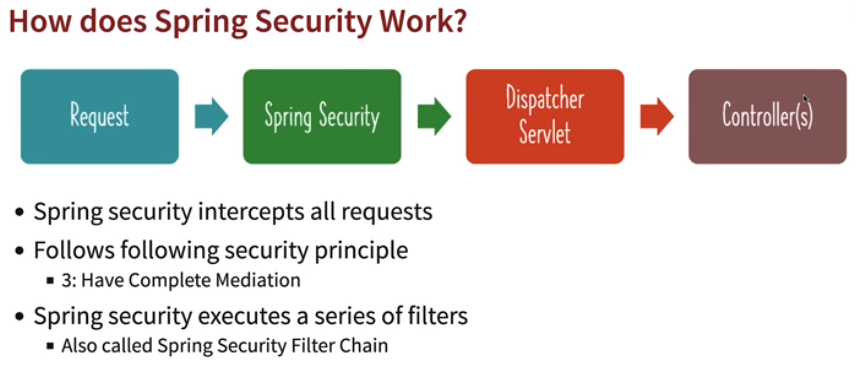 How does Spring Security Work?
Request
Spring Security
Dispatcher
Servlet
Controller(s)
• Spring security intercepts all requests
• Follows following security principle
▪ 3: Have Complete Mediation
• Spring security executes a series of filters
▪ Also called Spring Security Filter Chain